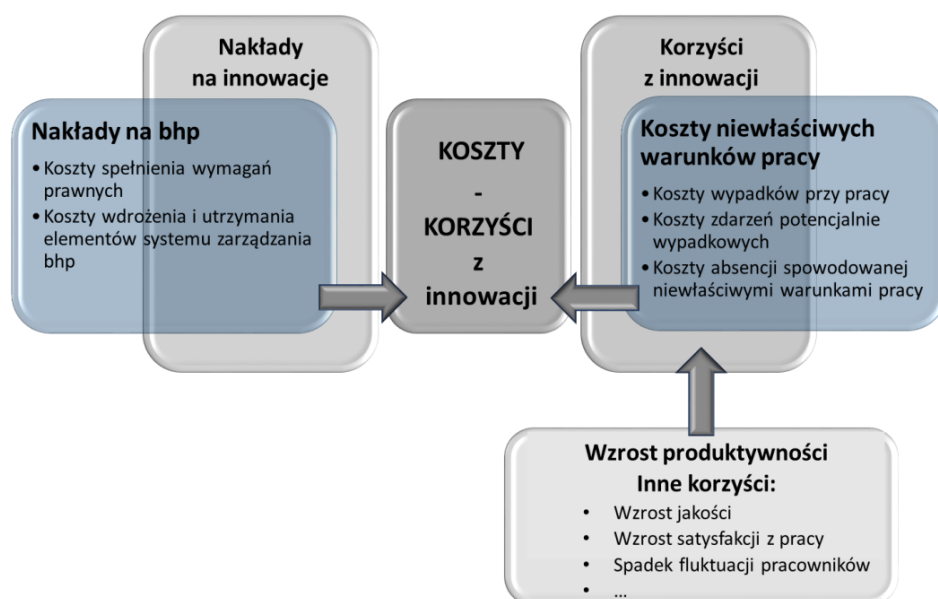 Nakłady
na innowacje
Nakłady na bhp
• Koszty spełnienia wymagań
prawnych
• Koszty wdrożenia i utrzymania
elementów systemu zarządzania
bhp
KOSZTY
-
KORZYŚCI
z
innowacji
Korzyści
z innowacji
Koszty niewłaściwych
warunków pracy
• Koszty wypadków przy pracy
• Koszty zdarzeń potencjalnie
wypadkowych
• Koszty absencji spowodowanej
niewłaściwymi warunkami pracy
Wzrost produktywności
Inne korzyści:
• Wzrost jakości
• Wzrost satysfakcji z pracy
• Spadek fluktuacji pracowników
• ...